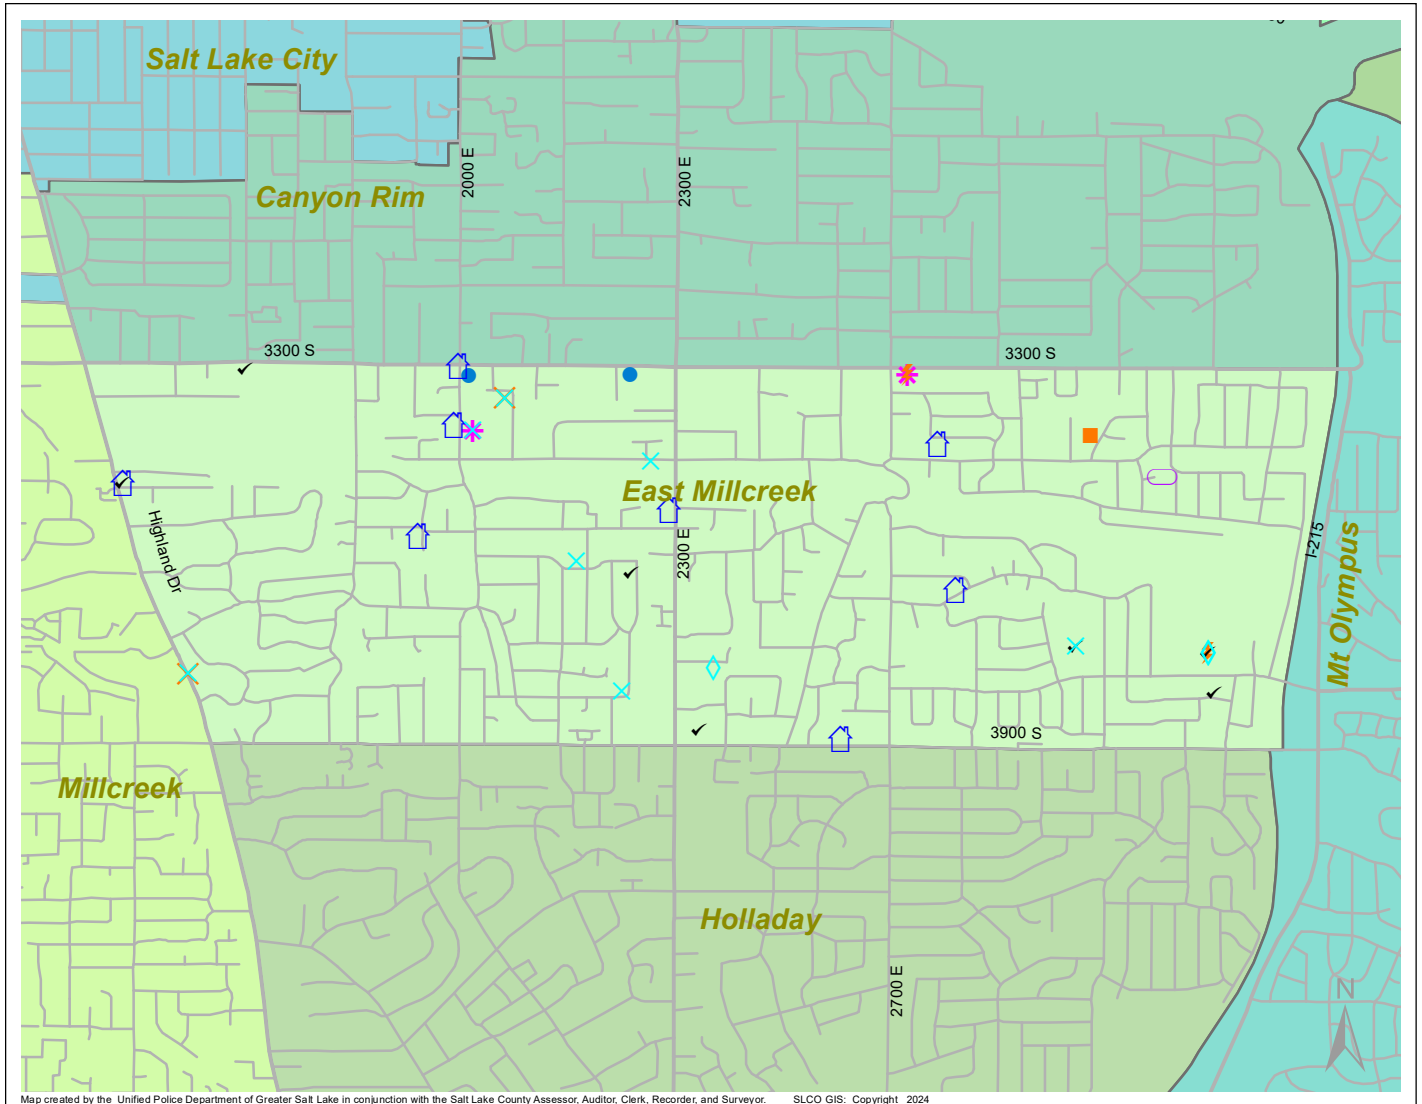 Salt Lake City
Canyon Rim
2000 E
2300 E
3300 S
3300 S
East Millcreek
Highland Dr
2300 E
I-215
Mt Olympus
3900 S
Millcreek
Holladay
2700 E
N
Map created by the Unified Police Department of Greater Salt Lake in conjunction with the Salt Lake County Assessor, Auditor, Clerk, Recorder, and Surveyor. SLCO GIS: Copyright 2024